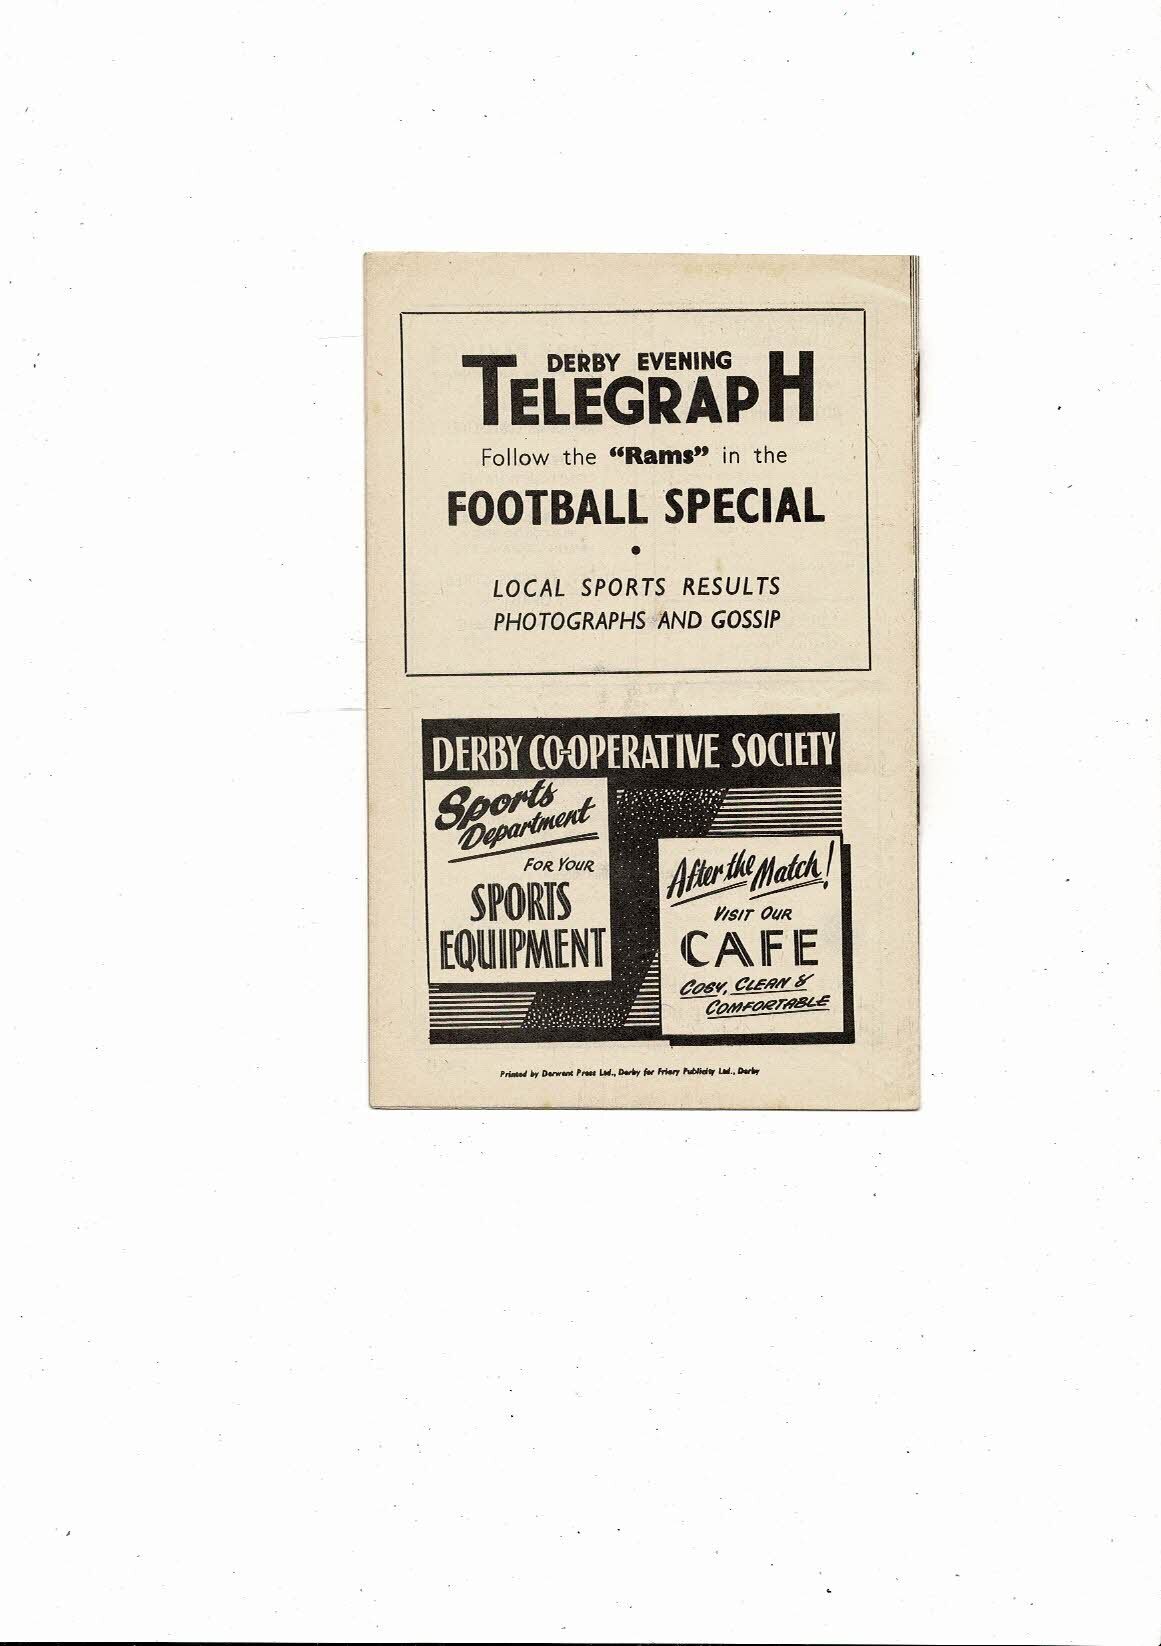 DERBY EVENING
TELEGRAPH
Follow the “Rams” in the
FOOTBALL SPECIAL
LOCAL SPORTS RESULTS
PHOTOGRAPHS AND GOSSIP
DERBY CO-OPERATIVE SOCIETY
Sports
Department
FOR YOUR
SPORTS
EQUIPMENT
After the Match!
VISIT OUR
CAFE
COSY, CLEAN &
COMFORTABLE
Printed by Derwent Press Ltd., Derby for Friary Publicity Ltd., Derby